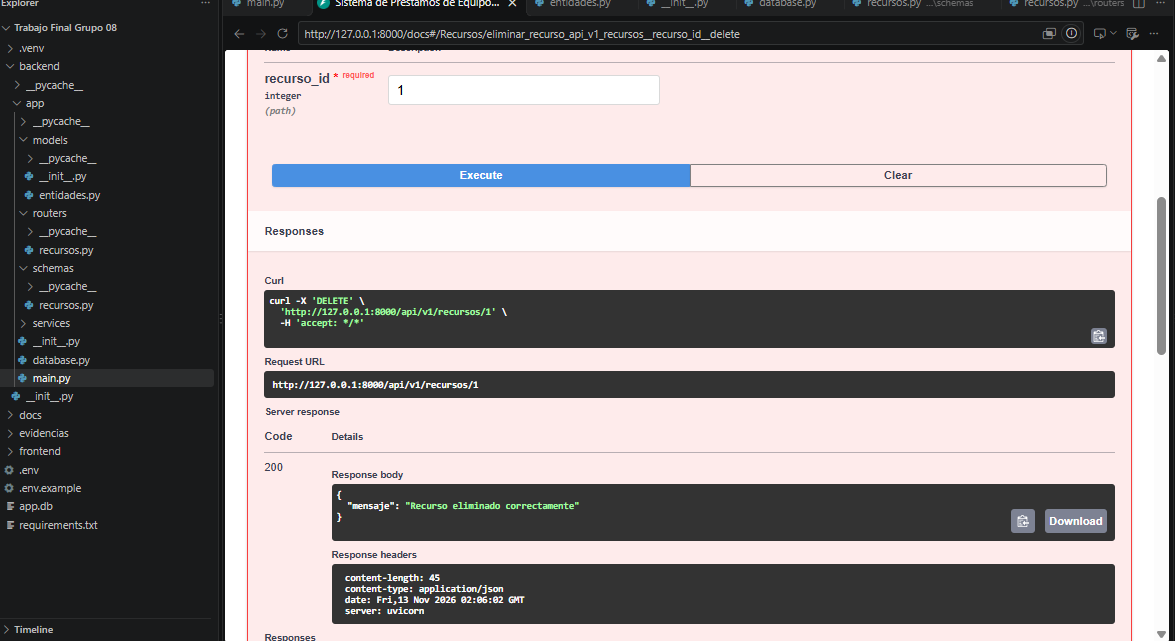 Explorer
main.py
Sistema de Prestamos de Equipo...
entidades.py
__init__.py
database.py
recursos.py ...\schemas
recursos.py ...\routers
Trabajo Final Grupo 08
.venv
backend
__pycache__
app
__pycache__
models
__pycache__
__init__.py
entidades.py
routers
__pycache__
recursos.py
schemas
__pycache__
recursos.py
services
__init__.py
database.py
main.py
__init__.py
docs
evidencias
frontend
.env
.env.example
app.db
requirements.txt
Timeline
http://127.0.0.1:8000/docs#/Recursos/eliminar_recurso_api_v1_recursos__recurso_id__delete
recurso_id * required
integer
(path)
1
Execute
Clear
Responses
Curl
curl -X 'DELETE' \
'http://127.0.0.1:8000/api/v1/recursos/1' \
-H 'accept: */*'
Request URL
http://127.0.0.1:8000/api/v1/recursos/1
Server response
Code
Details
200
Response body
{
"mensaje": "Recurso eliminado correctamente"
}
Download
Response headers
content-length: 45
content-type: application/json
date: Fri,13 Nov 2026 02:06:02 GMT
server: uvicorn
Responses